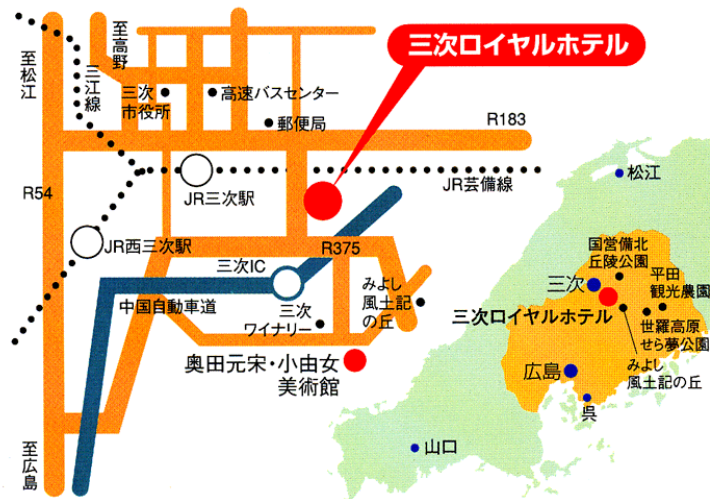 三次ロイヤルホテル
至松江
三江線
至高野
三次
市役所
高速バスセンター
郵便局
R183
R54
JR三次駅
JR芸備線
JR西三次駅
R375
三次IC
中国自動車道
三次
ワイナリー
みよし
風土記
の丘
奥田元宋・小由女
美術館
至広島
松江
国営備北
丘陵公園
平田
観光農園
三次
三次ロイヤルホテル
世羅高原
せら夢公園
みよし
風土記の丘
広島
呉
山口